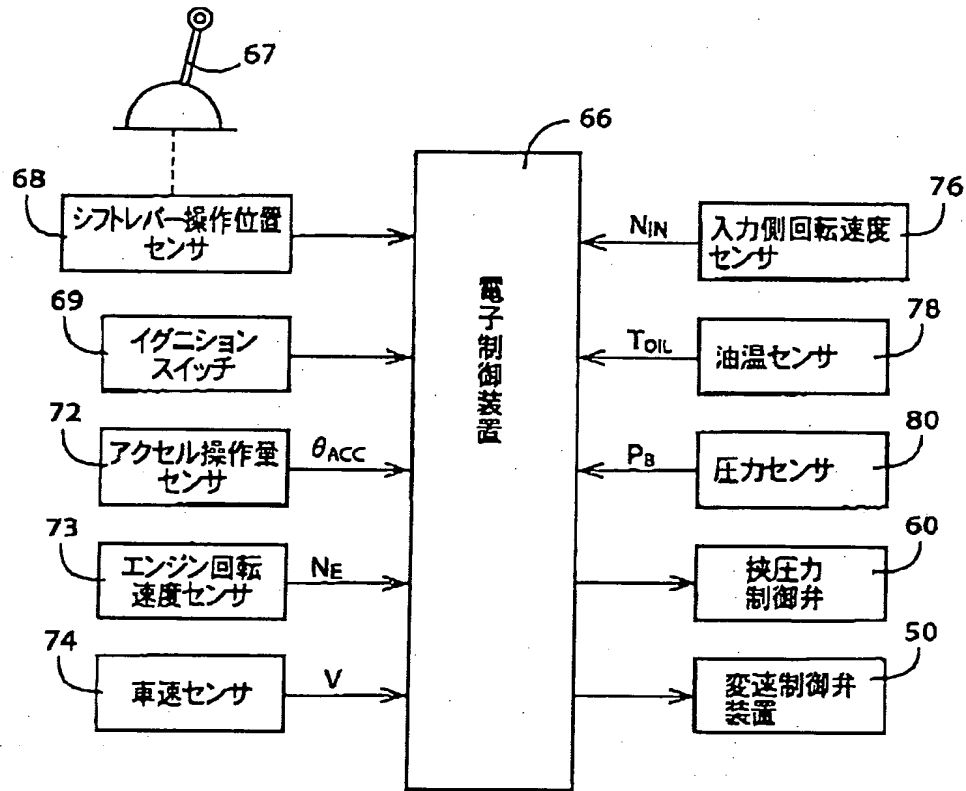 67
66
68
シフトレバー操作位置
センサ
69
イグニション
スイッチ
72
アクセル操作量
センサ
θACC
73
エンジン回転
速度センサ
NE
74
車速センサ
V
電子制御装置
76
NIN
入力側回転速度
センサ
78
TOIL
油温センサ
80
PB
圧力センサ
60
挟圧力
制御弁
50
変速制御弁
装置